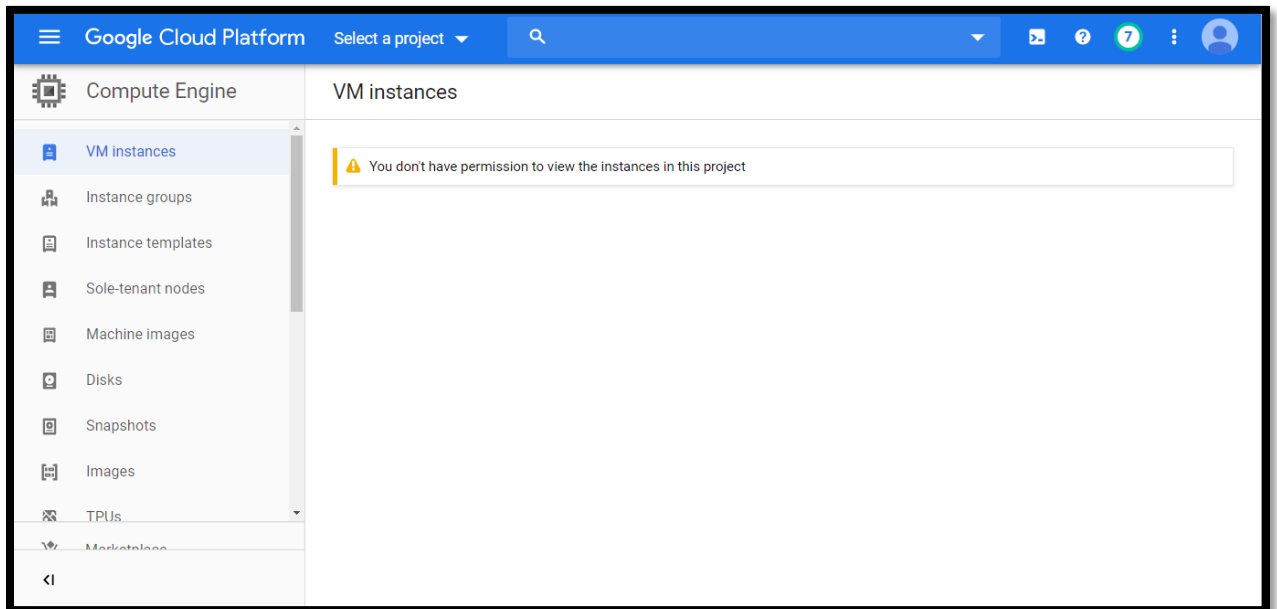 Google Cloud Platform
Select a project
7
Compute Engine
VM instances
VM instances
You don't have permission to view the instances in this project
Instance groups
Instance templates
Sole-tenant nodes
Machine images
Disks
Snapshots
Images
TPUs
Marketplace